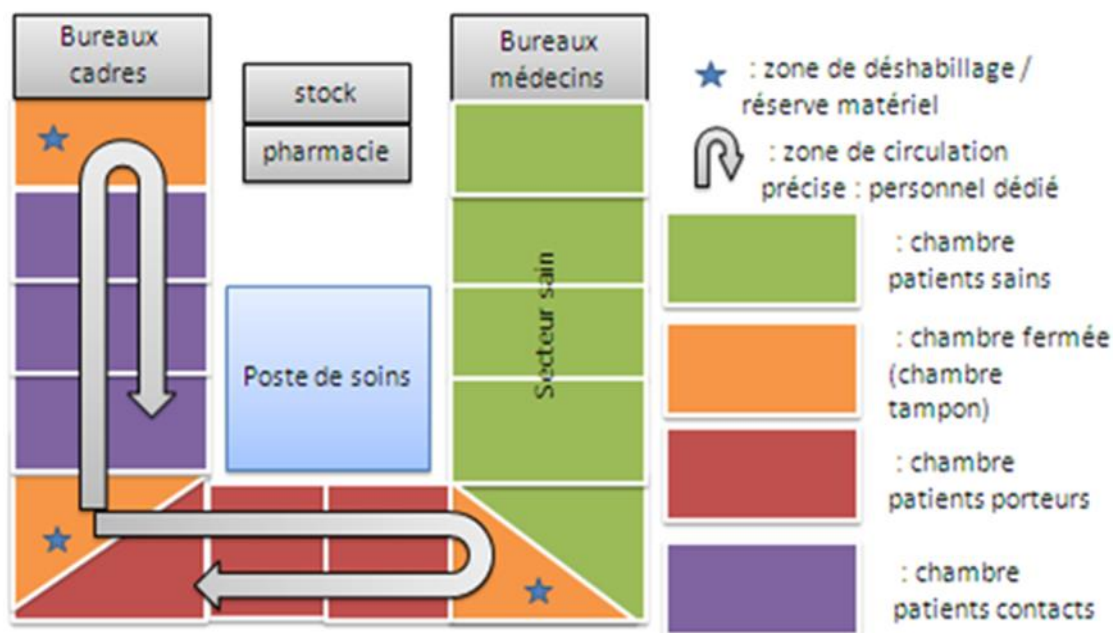 Bureaux
cadres
stock
pharmacie
Bureaux
médecins
Poste de soins
Secteur sain
: zone de déshabillage /
réserve matériel
: zone de circulation
précise : personnel dédié
: chambre
patients sains
: chambre fermée
(chambre
tampon)
: chambre
patients porteurs
: chambre
patients contacts